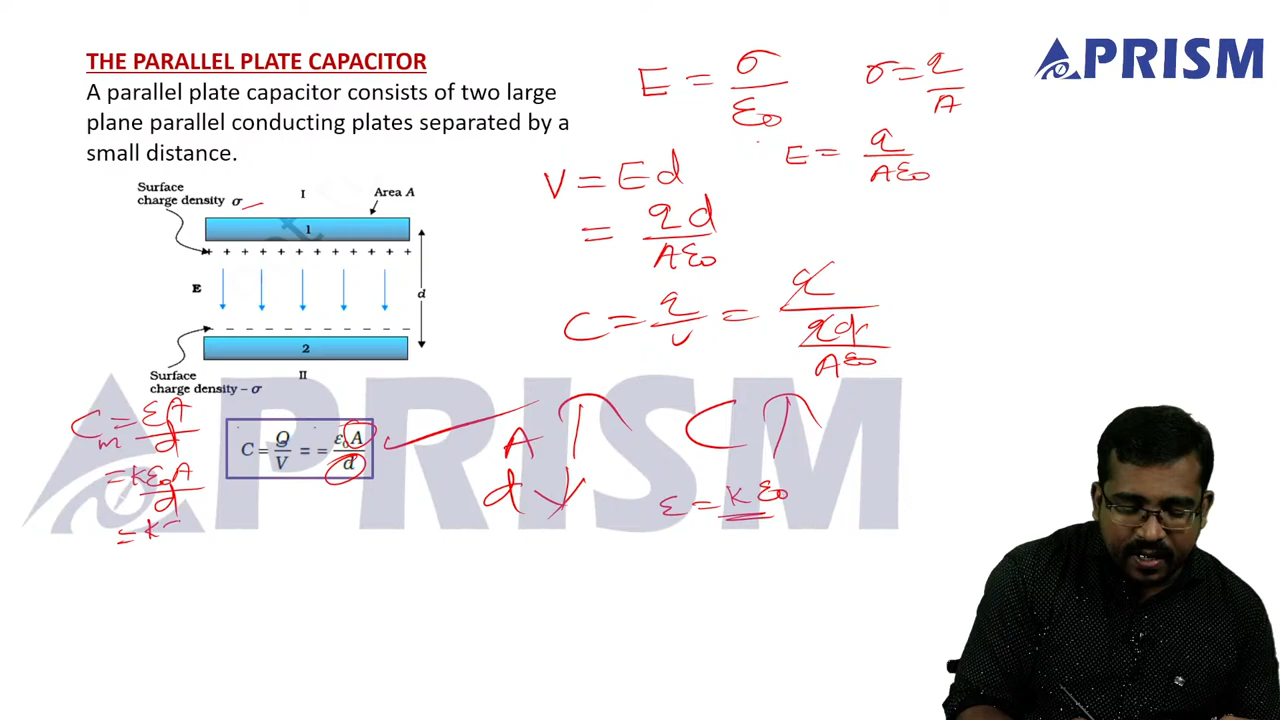 THE PARALLEL PLATE CAPACITOR
A parallel plate capacitor consists of two large
plane parallel conducting plates separated by a
small distance.
PRISM
E = σ/ε₀
σ = q/A
E = q/Aε₀
V = Ed
= qd/Aε₀
C = q/v = q/(qd/Aε₀)
Surface
charge density σ
I
Area A
1
+ + + + + + + + + + + +
E
d
2
Surface
charge density – σ
II
C = Q/V = = ε₀A/d
Cm = εA/d
= Kε₀A/d
= K
A ↑ C ↑
d ↓
ε = Kε₀
PRISM